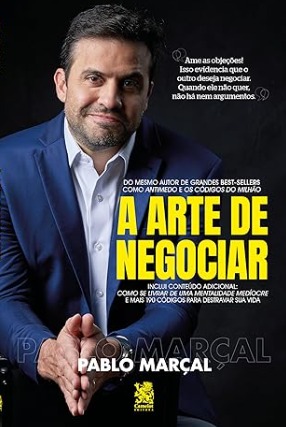 "Ame as objeções!
Isso evidencia que o
outro deseja negociar.
Quando ele não quer,
não há nem argumentos."
DO MESMO AUTOR DE GRANDES BEST-SELLERS
COMO ANTIMEDO E OS CÓDIGOS DO MILHÃO
A ARTE DE
NEGOCIAR
INCLUI CONTEÚDO ADICIONAL:
COMO SE LIVRAR DE UMA MENTALIDADE MEDÍOCRE
E MAIS 190 CÓDIGOS PARA DESTRAVAR SUA VIDA
PABLO MARÇAL
PABLO MARÇAL
Camelot
EDITORA